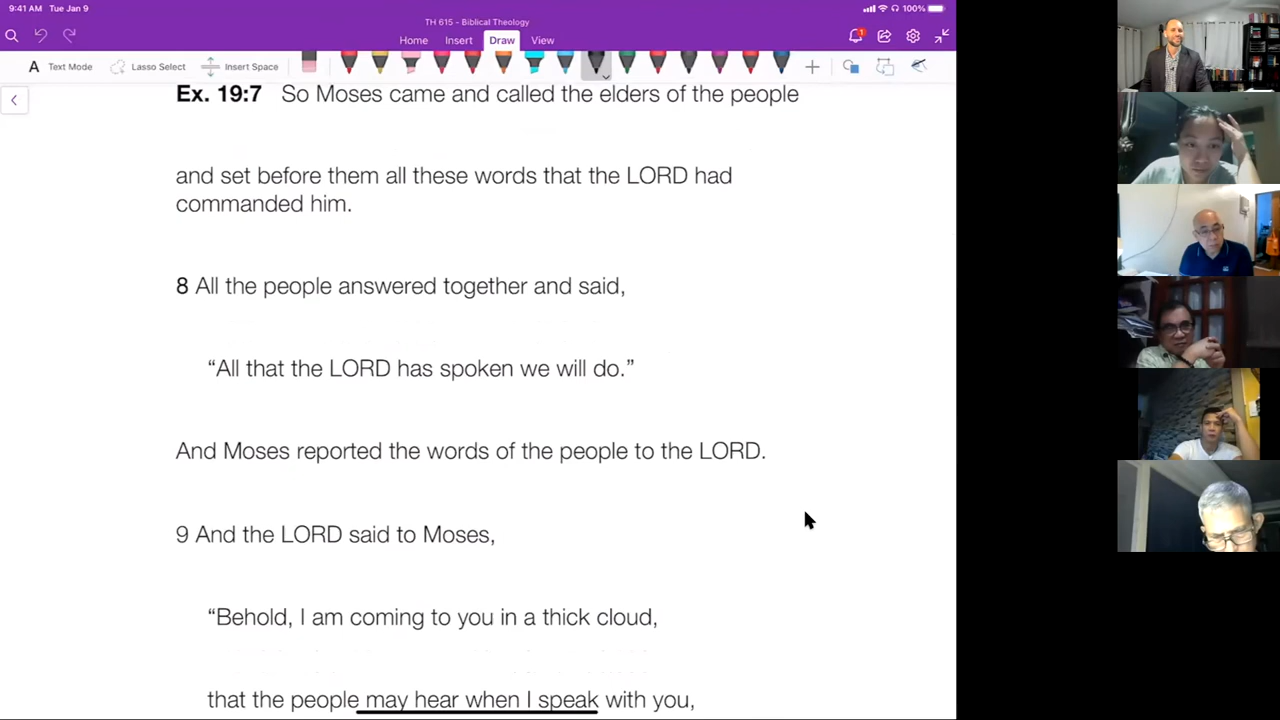 9:41 AM Tue Jan 9
100%
TH 615 - Biblical Theology
Home Insert Draw View
1
A Text Mode Lasso Select Insert Space
Ex. 19:7 So Moses came and called the elders of the people
and set before them all these words that the LORD had
commanded him.
8 All the people answered together and said,
“All that the LORD has spoken we will do.”
And Moses reported the words of the people to the LORD.
9 And the LORD said to Moses,
“Behold, I am coming to you in a thick cloud,
that the people may hear when I speak with you,